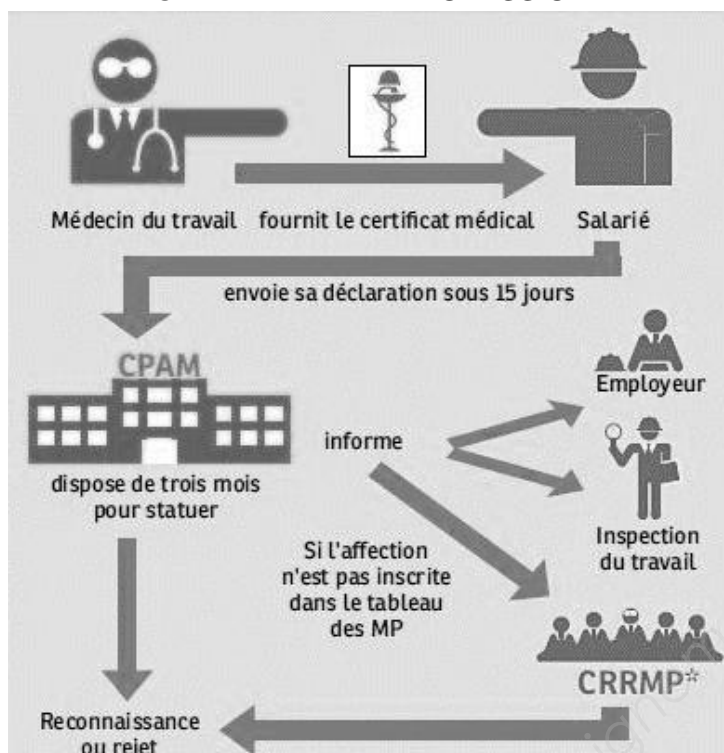 Médecin du travail fournit le certificat médical Salarié
envoie sa déclaration sous 15 jours
CPAM
dispose de trois mois
pour statuer
informe
Employeur
Inspection
du travail
Si l'affection
n'est pas inscrite
dans le tableau
des MP
CRRMP*
Reconnaissance
ou rejet